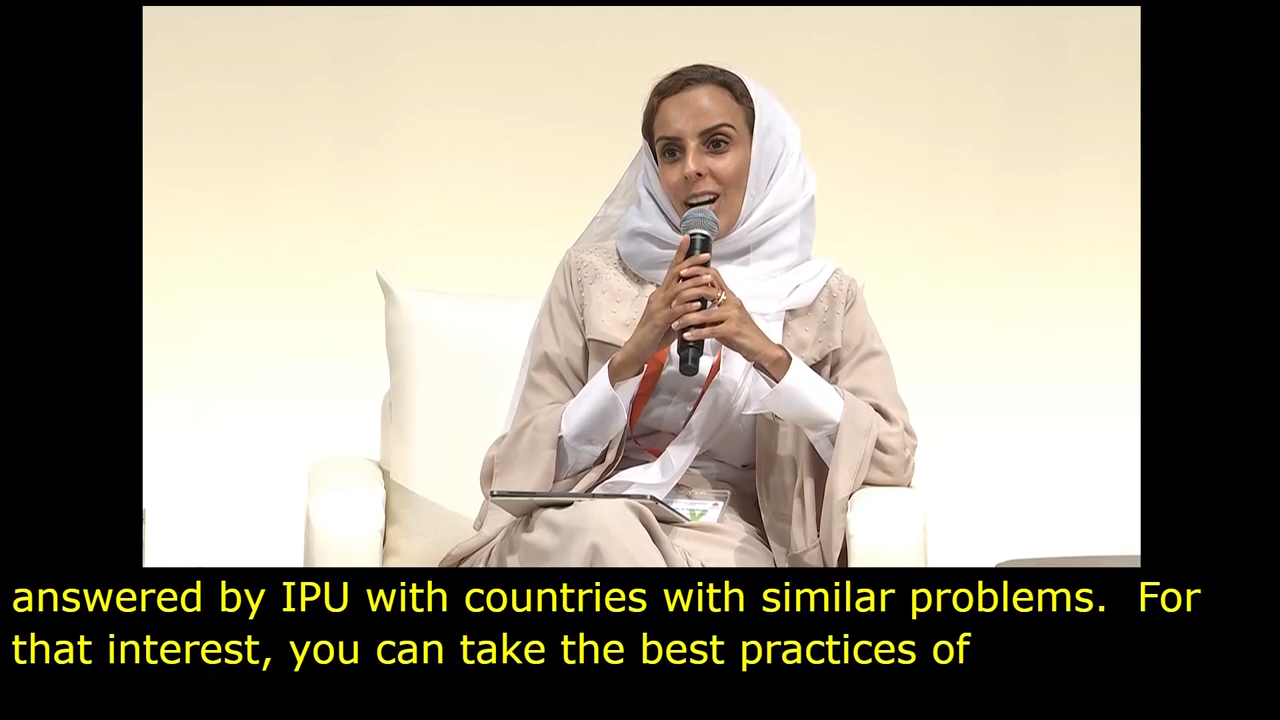 answered by IPU with countries with similar problems.  For
that interest, you can take the best practices of